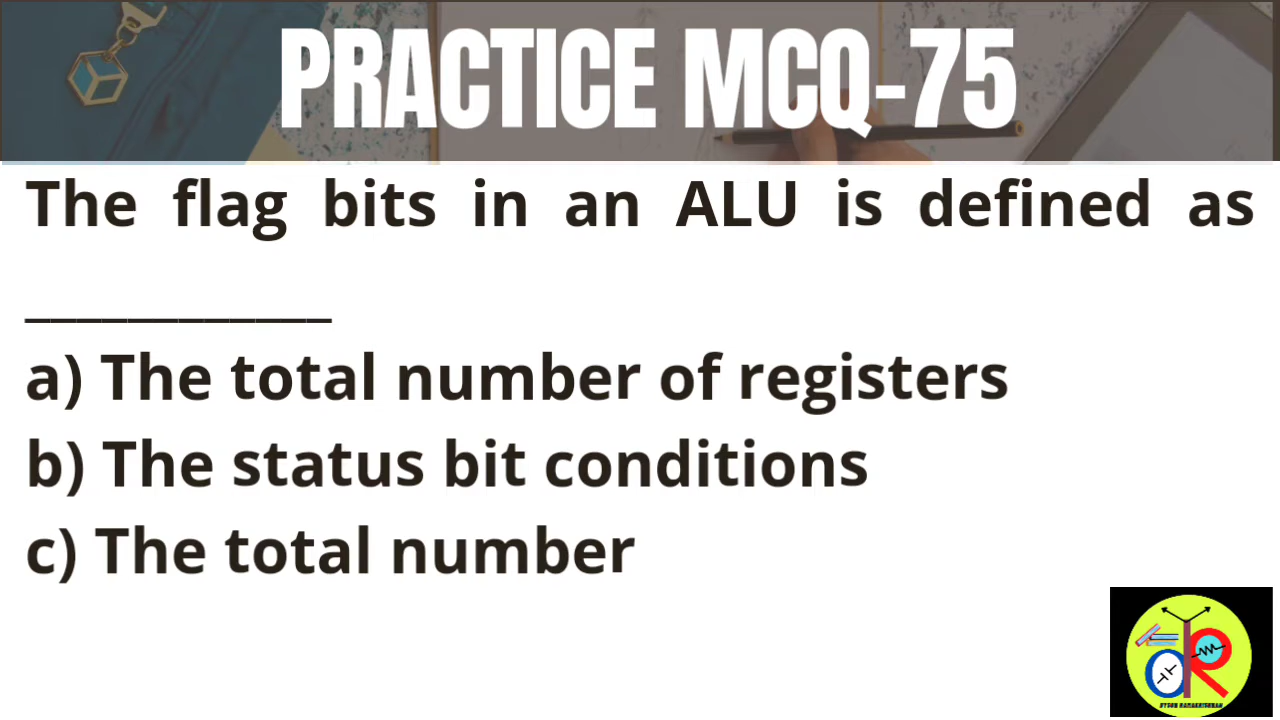 PRACTICE MCQ-75
The flag bits in an ALU is defined as
____________
a) The total number of registers
b) The status bit conditions
c) The total number